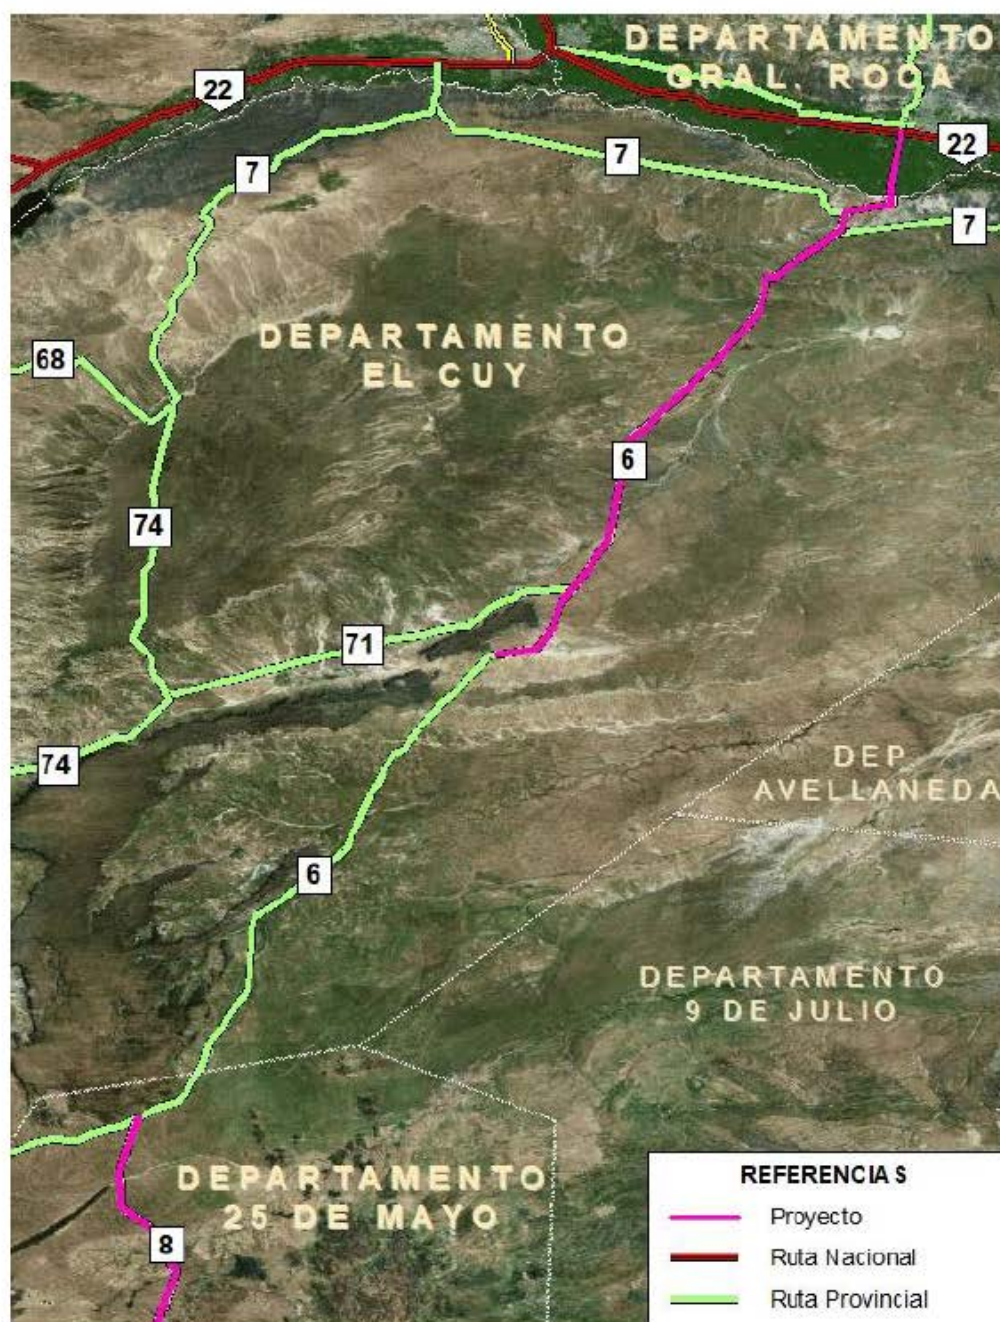 DEPARTAMENTO
GRAL. ROCA
22
22
7
7
7
DEPARTAMENTO
EL CUY
68
6
74
71
74
DEP
AVELLANEDA
6
DEPARTAMENTO
9 DE JULIO
DEPARTAMENTO
25 DE MAYO
8
REFERENCIAS
Proyecto
Ruta Nacional
Ruta Provincial